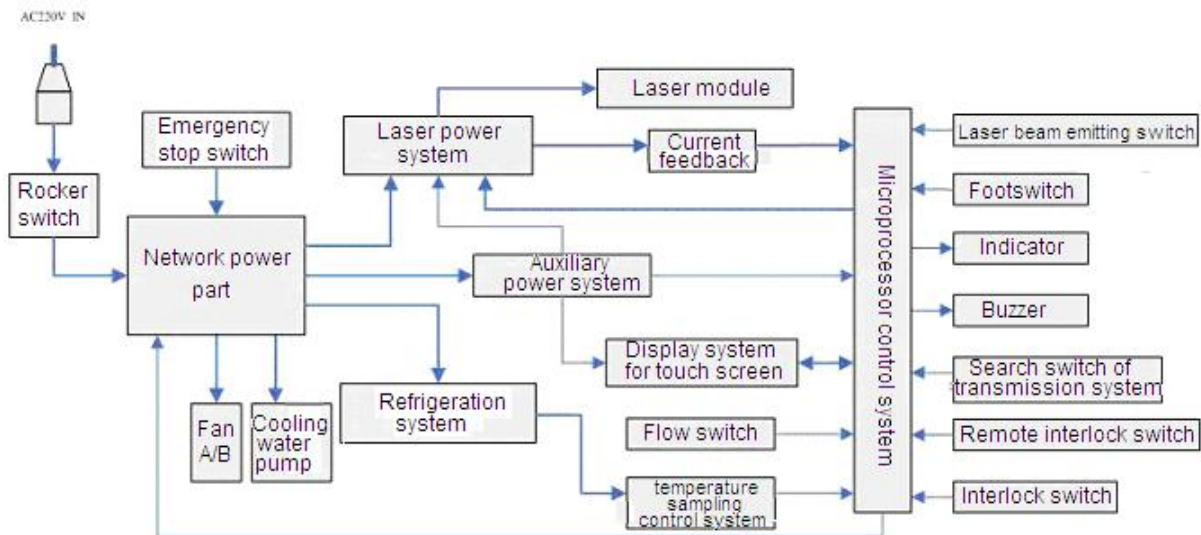 AC220V IN
Laser module
Emergency
stop switch
Laser power
system
Current
feedback
Laser beam emitting switch
Rocker
switch
Footswitch
Network power
part
Auxiliary
power system
Indicator
Buzzer
Display system
for touch screen
Search switch of
transmission system
Refrigeration
system
Fan
A/B
Cooling
water
pump
Flow switch
Remote interlock switch
temperature
sampling
control system
Interlock switch
Microprocessor control system